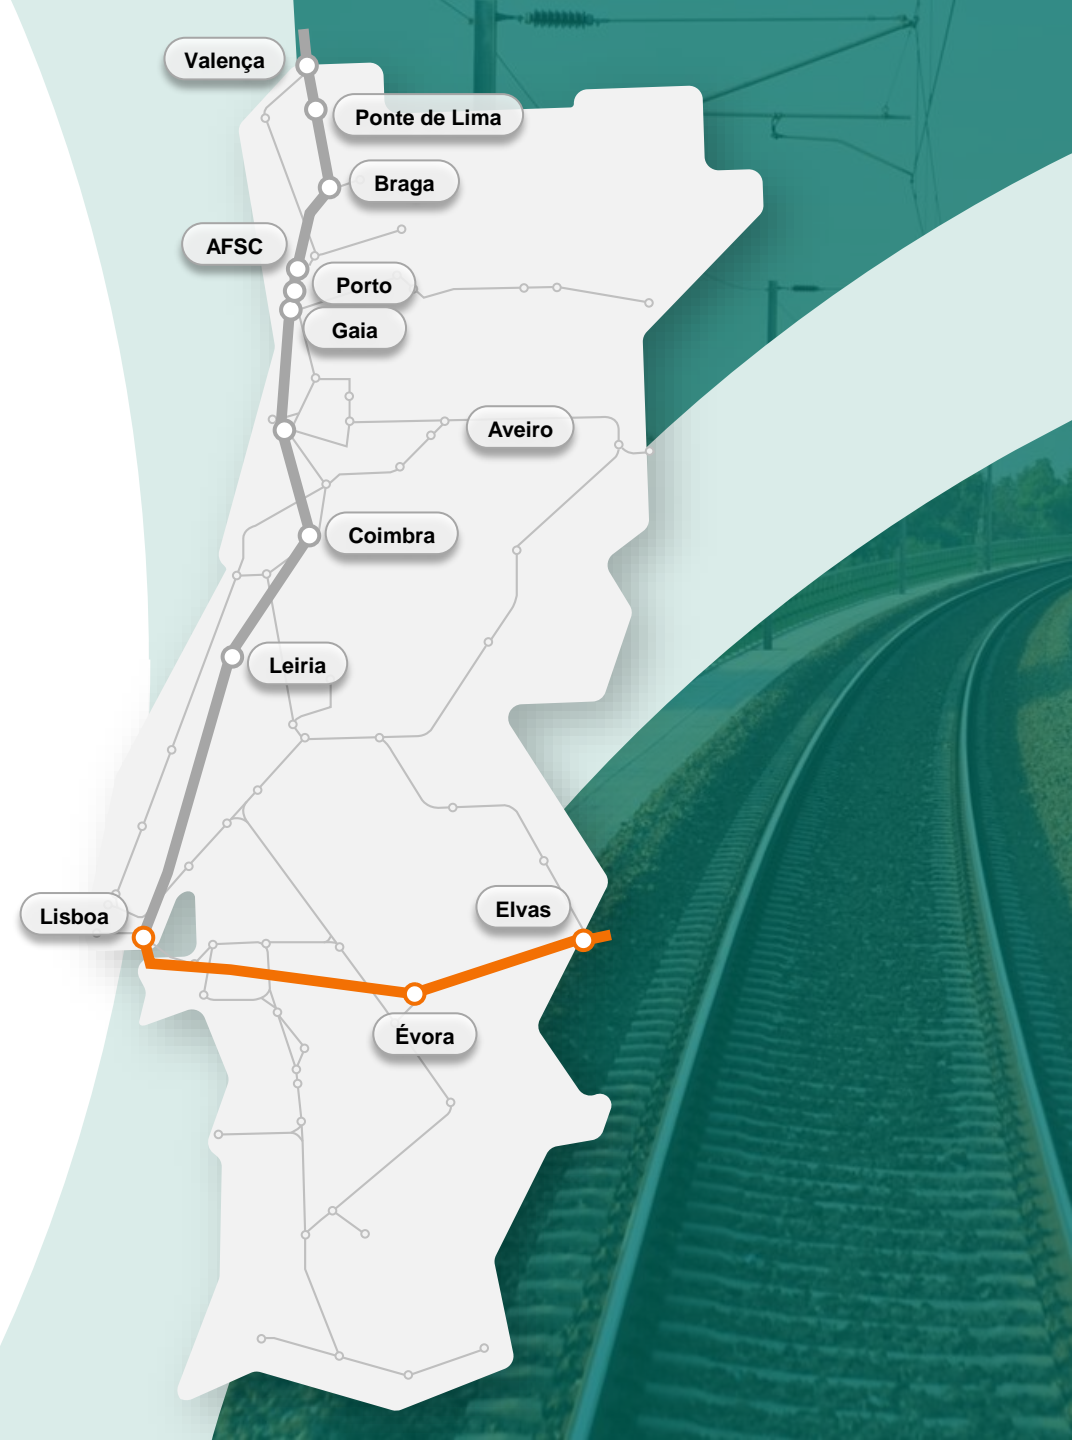 Valença
Ponte de Lima
Braga
AFSC
Porto
Gaia
Aveiro
Coimbra
Leiria
Lisboa
Elvas
Évora